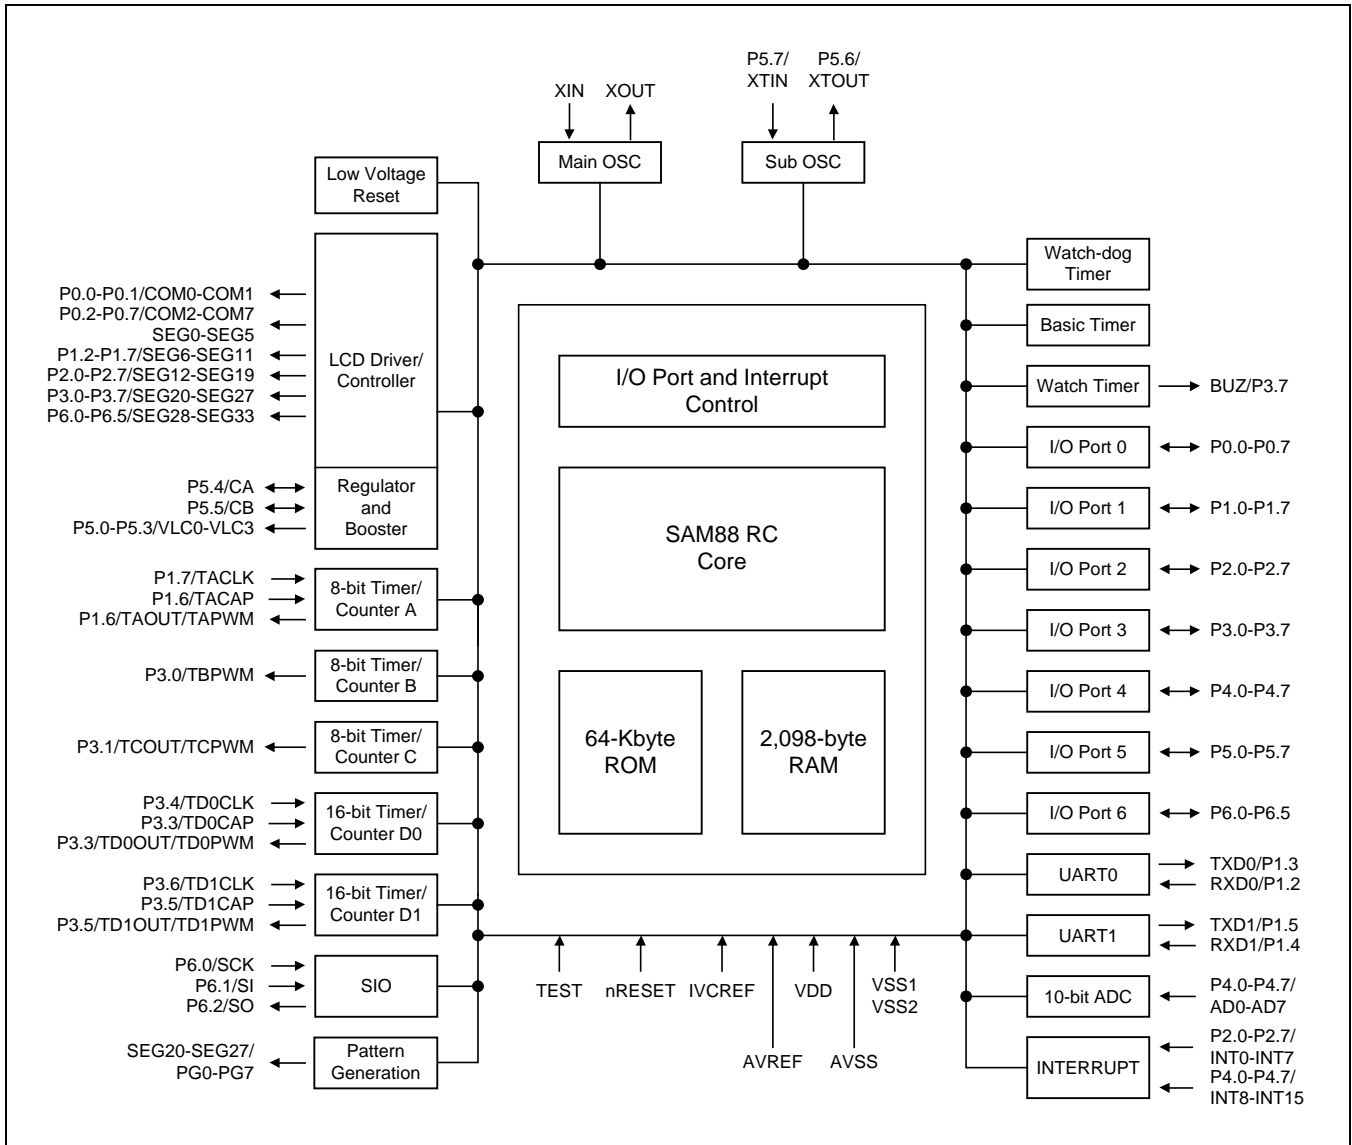 P5.7/
XTIN
P5.6/
XTOUT
XIN
XOUT
Main OSC
Sub OSC
Low Voltage
Reset
P0.0-P0.1/COM0-COM1
P0.2-P0.7/COM2-COM7
SEG0-SEG5
P1.2-P1.7/SEG6-SEG11
P2.0-P2.7/SEG12-SEG19
P3.0-P3.7/SEG20-SEG27
P6.0-P6.5/SEG28-SEG33
LCD Driver/
Controller
P5.4/CA
P5.5/CB
P5.0-P5.3/VLC0-VLC3
Regulator
and
Booster
P1.7/TACLK
P1.6/TACAP
P1.6/TAOUT/TAPWM
8-bit Timer/
Counter A
P3.0/TBPWM
8-bit Timer/
Counter B
P3.1/TCOUT/TCPWM
8-bit Timer/
Counter C
P3.4/TD0CLK
P3.3/TD0CAP
P3.3/TD0OUT/TD0PWM
16-bit Timer/
Counter D0
P3.6/TD1CLK
P3.5/TD1CAP
P3.5/TD1OUT/TD1PWM
16-bit Timer/
Counter D1
P6.0/SCK
P6.1/SI
P6.2/SO
SIO
SEG20-SEG27/
PG0-PG7
Pattern
Generation
I/O Port and Interrupt
Control
SAM88 RC
Core
64-Kbyte
ROM
2,098-byte
RAM
TEST
nRESET
IVCREF
AVREF
VDD
AVSS
VSS1
VSS2
Watch-dog
Timer
Basic Timer
Watch Timer
BUZ/P3.7
I/O Port 0
P0.0-P0.7
I/O Port 1
P1.0-P1.7
I/O Port 2
P2.0-P2.7
I/O Port 3
P3.0-P3.7
I/O Port 4
P4.0-P4.7
I/O Port 5
P5.0-P5.7
I/O Port 6
P6.0-P6.5
UART0
TXD0/P1.3
RXD0/P1.2
UART1
TXD1/P1.5
RXD1/P1.4
10-bit ADC
P4.0-P4.7/
AD0-AD7
INTERRUPT
P2.0-P2.7/
INT0-INT7
P4.0-P4.7/
INT8-INT15